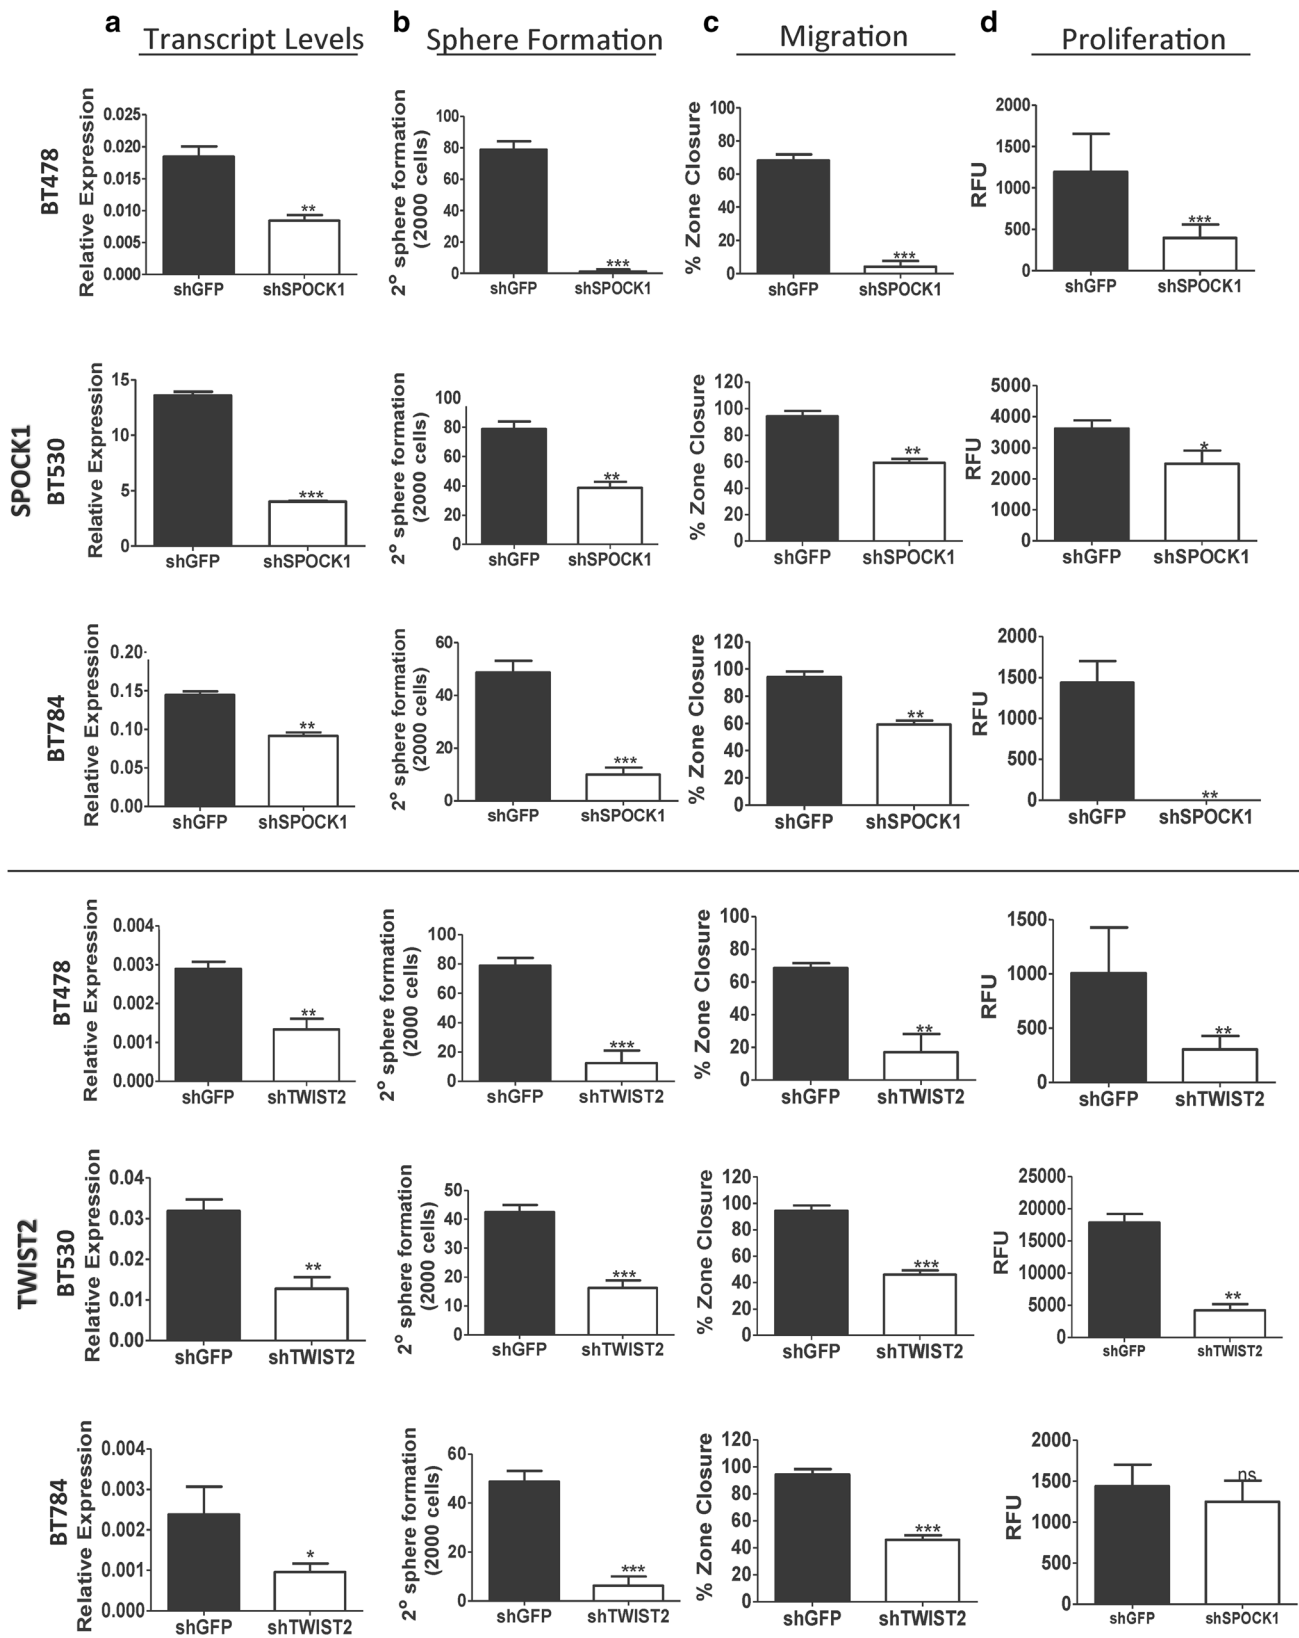 a Transcript Levels b Sphere Formation c Migration d Proliferation
SPOCK1
BT478
Relative Expression
0.025
0.020
0.015
0.010
0.005
0.000
**
shGFP shSPOCK1
2° sphere formation
(2000 cells)
100
80
60
40
20
0
***
shGFP shSPOCK1
% Zone Closure
100
80
60
40
20
0
***
shGFP shSPOCK1
RFU
2000
1500
1000
500
0
***
shGFP shSPOCK1
BT530
Relative Expression
15
10
5
0
***
shGFP shSPOCK1
2° sphere formation
(2000 cells)
100
80
60
40
20
0
**
shGFP shSPOCK1
% Zone Closure
120
100
80
60
40
20
0
**
shGFP shSPOCK1
RFU
5000
4000
3000
2000
1000
0
*
shGFP shSPOCK1
BT784
Relative Expression
0.20
0.15
0.10
0.05
0.00
**
shGFP shSPOCK1
2° sphere formation
(2000 cells)
60
40
20
0
***
shGFP shSPOCK1
% Zone Closure
120
100
80
60
40
20
0
**
shGFP shSPOCK1
RFU
2000
1500
1000
500
0
**
shGFP shSPOCK1
TWIST2
BT478
Relative Expression
0.004
0.003
0.002
0.001
0.000
**
shGFP shTWIST2
2° sphere formation
(2000 cells)
100
80
60
40
20
0
***
shGFP shTWIST2
% Zone Closure
100
80
60
40
20
0
**
shGFP shTWIST2
RFU
1500
1000
500
0
**
shGFP shTWIST2
BT530
Relative Expression
0.04
0.03
0.02
0.01
0.00
**
shGFP shTWIST2
2° sphere formation
(2000 cells)
50
40
30
20
10
0
***
shGFP shTWIST2
% Zone Closure
120
100
80
60
40
20
0
***
shGFP shTWIST2
RFU
25000
20000
15000
10000
5000
0
**
shGFP shTWIST2
BT784
Relative Expression
0.004
0.003
0.002
0.001
0.000
*
shGFP shTWIST2
2° sphere formation
(2000 cells)
60
40
20
0
***
shGFP shTWIST2
% Zone Closure
120
100
80
60
40
20
0
***
shGFP shTWIST2
RFU
2000
1500
1000
500
0
ns
shGFP shSPOCK1